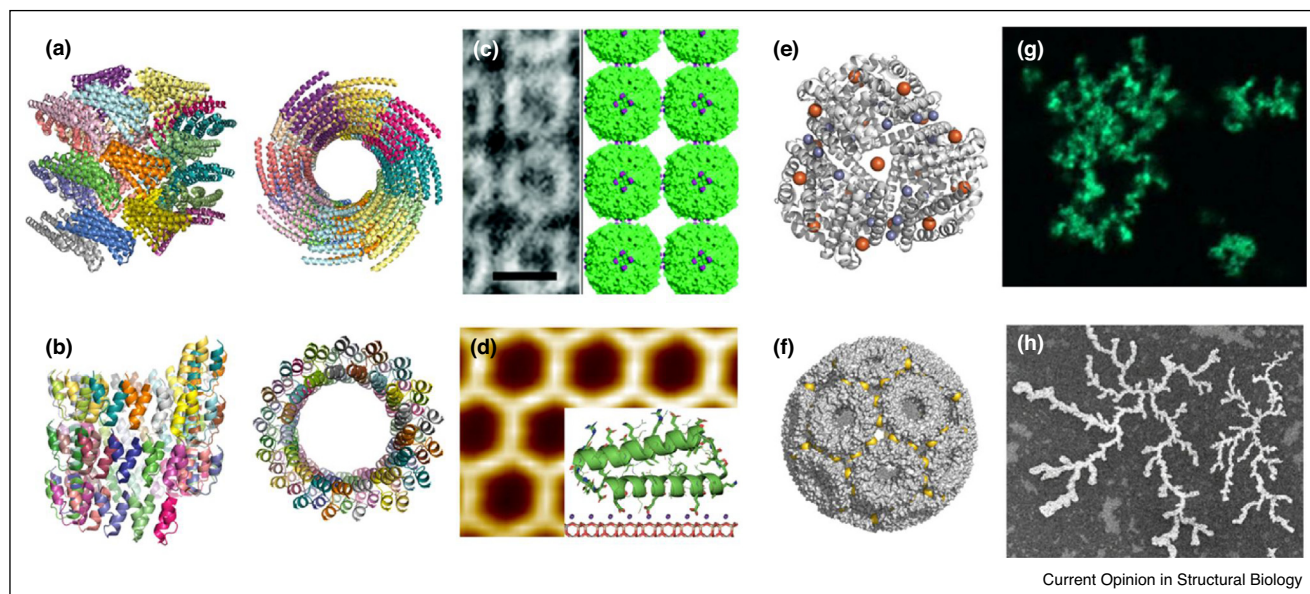 (a)
(c)
(e)
(g)
(b)
(d)
(f)
(h)
Current Opinion in Structural Biology